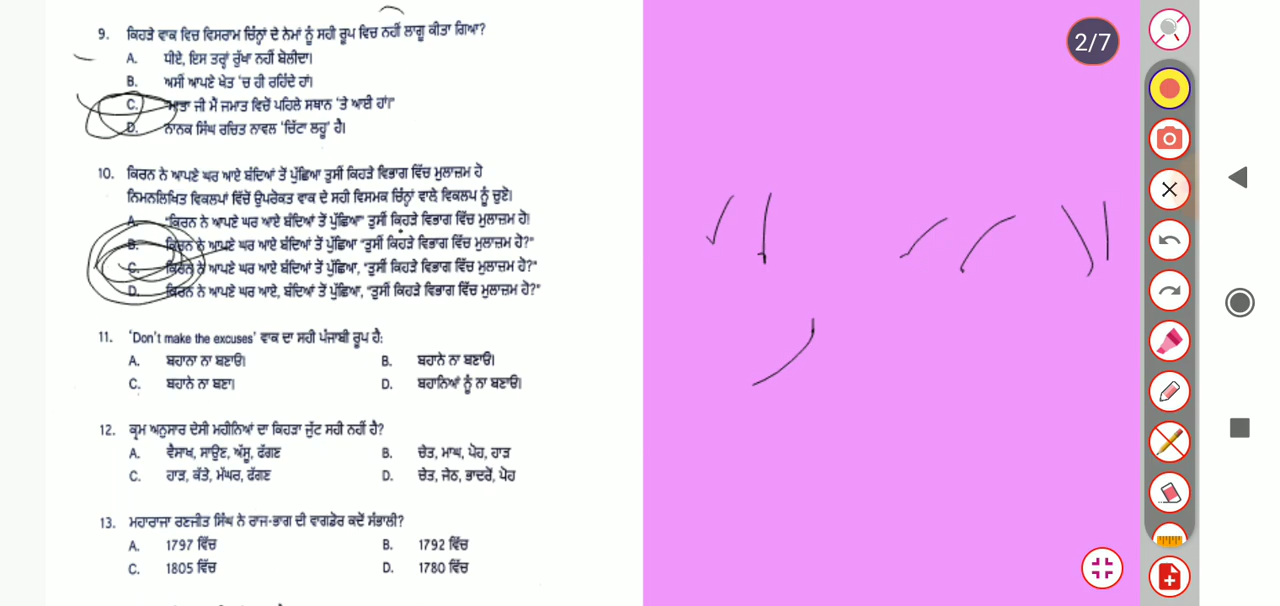 9. ਕਿਹੜੇ ਵਾਕ ਵਿਚ ਵਿਸਰਾਮ ਚਿੰਨ੍ਹਾਂ ਦੇ ਨੇਮਾਂ ਨੂੰ ਸਹੀ ਰੂਪ ਵਿਚ ਨਹੀਂ ਲਾਗੂ ਕੀਤਾ ਗਿਆ?
A. ਧੀਏ, ਇਸ ਤਰ੍ਹਾਂ ਰੁੱਖਾ ਨਹੀਂ ਬੋਲੀਦਾ।
B. ਅਸੀਂ ਆਪਣੇ ਖੇਤ 'ਚ ਹੀ ਰਹਿੰਦੇ ਹਾਂ।
C. "ਮਾਤਾ ਜੀ ਮੈਂ ਜਮਾਤ ਵਿਚੋਂ ਪਹਿਲੇ ਸਥਾਨ 'ਤੇ ਆਈ ਹਾਂ।"
D. ਨਾਨਕ ਸਿੰਘ ਰਚਿਤ ਨਾਵਲ 'ਚਿੱਟਾ ਲਹੂ' ਹੈ।
10. ਕਿਰਨ ਨੇ ਆਪਣੇ ਘਰ ਆਏ ਬੰਦਿਆਂ ਤੋਂ ਪੁੱਛਿਆ ਤੁਸੀਂ ਕਿਹੜੇ ਵਿਭਾਗ ਵਿੱਚ ਮੁਲਾਜ਼ਮ ਹੋ
ਨਿਮਨਲਿਖਿਤ ਵਿਕਲਪਾਂ ਵਿੱਚੋਂ ਉਪਰੋਕਤ ਵਾਕ ਦੇ ਸਹੀ ਵਿਸਮਕ ਚਿੰਨ੍ਹਾਂ ਵਾਲੇ ਵਿਕਲਪ ਨੂੰ ਚੁਣੋ।
A. "ਕਿਰਨ ਨੇ ਆਪਣੇ ਘਰ ਆਏ ਬੰਦਿਆਂ ਤੋਂ ਪੁੱਛਿਆ" ਤੁਸੀਂ ਕਿਹੜੇ ਵਿਭਾਗ ਵਿੱਚ ਮੁਲਾਜ਼ਮ ਹੋ!
B. ਕਿਰਨ ਨੇ ਆਪਣੇ ਘਰ ਆਏ ਬੰਦਿਆਂ ਤੋਂ ਪੁੱਛਿਆ "ਤੁਸੀਂ ਕਿਹੜੇ ਵਿਭਾਗ ਵਿੱਚ ਮੁਲਾਜ਼ਮ ਹੋ?"
C. ਕਿਰਨ ਨੇ ਆਪਣੇ ਘਰ ਆਏ ਬੰਦਿਆਂ ਤੋਂ ਪੁੱਛਿਆ, "ਤੁਸੀਂ ਕਿਹੜੇ ਵਿਭਾਗ ਵਿੱਚ ਮੁਲਾਜ਼ਮ ਹੋ?"
D. ਕਿਰਨ ਨੇ ਆਪਣੇ ਘਰ ਆਏ, ਬੰਦਿਆਂ ਤੋਂ ਪੁੱਛਿਆ, "ਤੁਸੀਂ ਕਿਹੜੇ ਵਿਭਾਗ ਵਿੱਚ ਮੁਲਾਜ਼ਮ ਹੋ?"
11. 'Don't make the excuses' ਵਾਕ ਦਾ ਸਹੀ ਪੰਜਾਬੀ ਰੂਪ ਹੈ:
A. ਬਹਾਨਾ ਨਾ ਬਣਾਓ। B. ਬਹਾਨੇ ਨਾ ਬਣਾਓ।
C. ਬਹਾਨੇ ਨਾ ਬਣਾ। D. ਬਹਾਨਿਆਂ ਨੂੰ ਨਾ ਬਣਾਓ।
12. ਕ੍ਰਮ ਅਨੁਸਾਰ ਦੇਸੀ ਮਹੀਨਿਆਂ ਦਾ ਕਿਹੜਾ ਜੁੱਟ ਸਹੀ ਨਹੀਂ ਹੈ?
A. ਵੈਸਾਖ, ਸਾਉਣ, ਅੱਸੂ, ਫੱਗਣ B. ਚੇਤ, ਮਾਘ, ਪੋਹ, ਹਾੜ
C. ਹਾੜ, ਕੱਤੇ, ਮੱਘਰ, ਫੱਗਣ D. ਚੇਤ, ਜੇਠ, ਭਾਦਰੋਂ, ਪੋਹ
13. ਮਹਾਰਾਜਾ ਰਣਜੀਤ ਸਿੰਘ ਨੇ ਰਾਜ-ਭਾਗ ਦੀ ਵਾਗਡੋਰ ਕਦੋਂ ਸੰਭਾਲੀ?
A. 1797 ਵਿੱਚ B. 1792 ਵਿੱਚ
C. 1805 ਵਿੱਚ D. 1780 ਵਿੱਚ
2/7